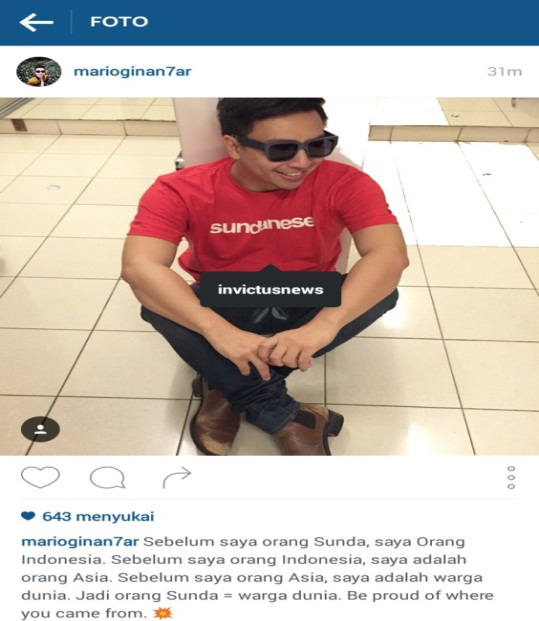 FOTO
marioginan7ar
31m
sundanese
invictusnews
643 menyukai
marioginan7ar Sebelum saya orang Sunda, saya Orang
Indonesia. Sebelum saya orang Indonesia, saya adalah
orang Asia. Sebelum saya orang Asia, saya adalah warga
dunia. Jadi orang Sunda = warga dunia. Be proud of where
you came from. 💥